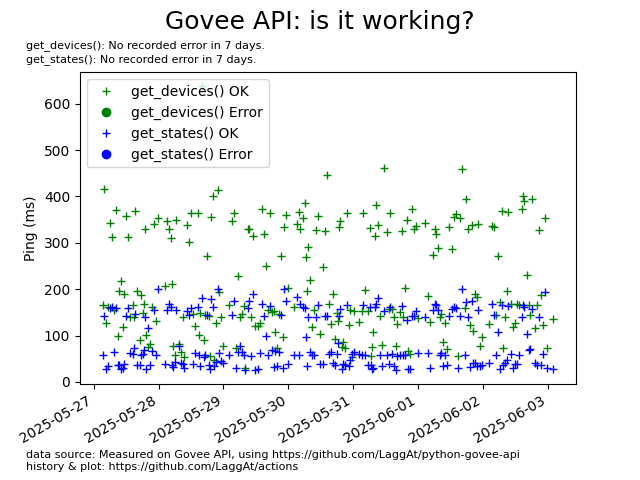 Govee API: is it working?
get_devices(): No recorded error in 7 days.
get_states(): No recorded error in 7 days.
get_devices() OK
get_devices() Error
get_states() OK
get_states() Error
Ping (ms)
600
500
400
300
200
100
0
2025-05-27
2025-05-28
2025-05-29
2025-05-30
2025-05-31
2025-06-01
2025-06-02
2025-06-03
data source: Measured on Govee API, using https://github.com/LaggAt/python-govee-api
history & plot: https://github.com/LaggAt/actions